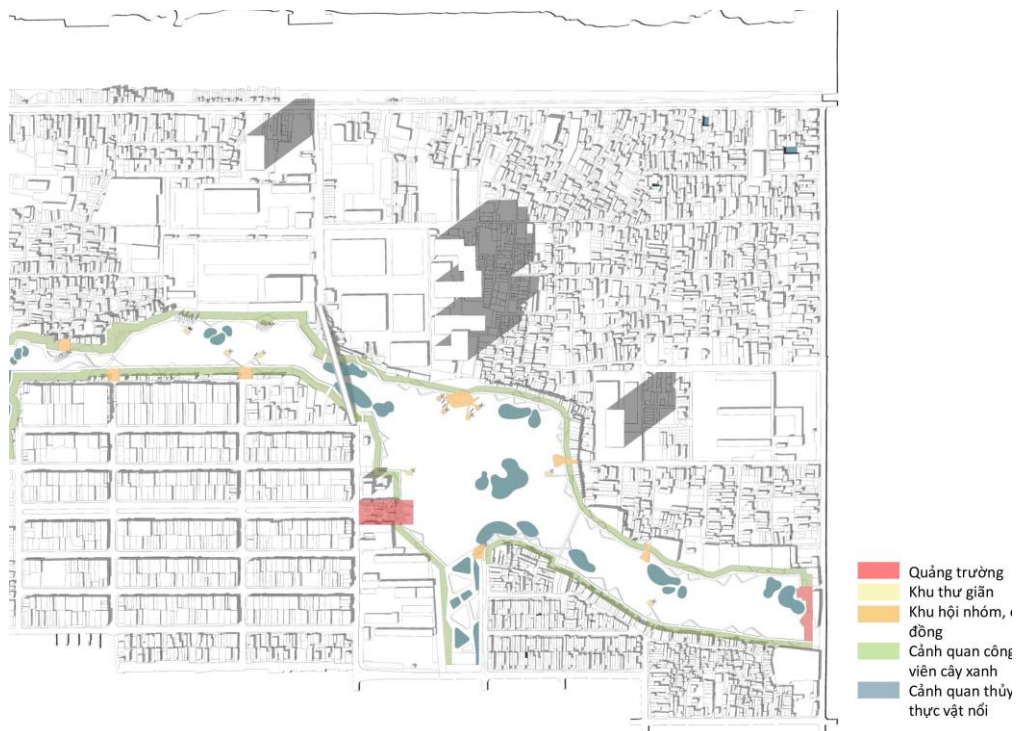 Quảng trường
Khu thư giãn
Khu hội nhóm,
đồng
Cảnh quan công
viên cây xanh
Cảnh quan thủy
thực vật nổi